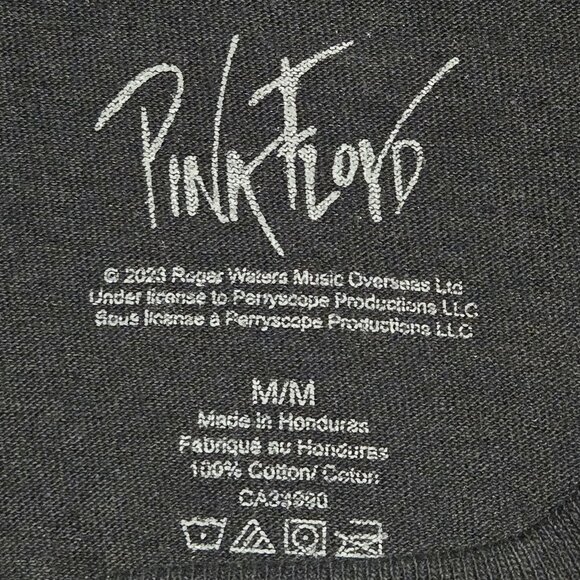 PINK FLOYD
© 2023 Roger Waters Music Overseas Ltd
Under license to Perryscope Productions LLC
Sous license à Perryscope Productions LLC
M/M
Made in Honduras
Fabriqué au Honduras
100% Cotton/ Coton
CA33990